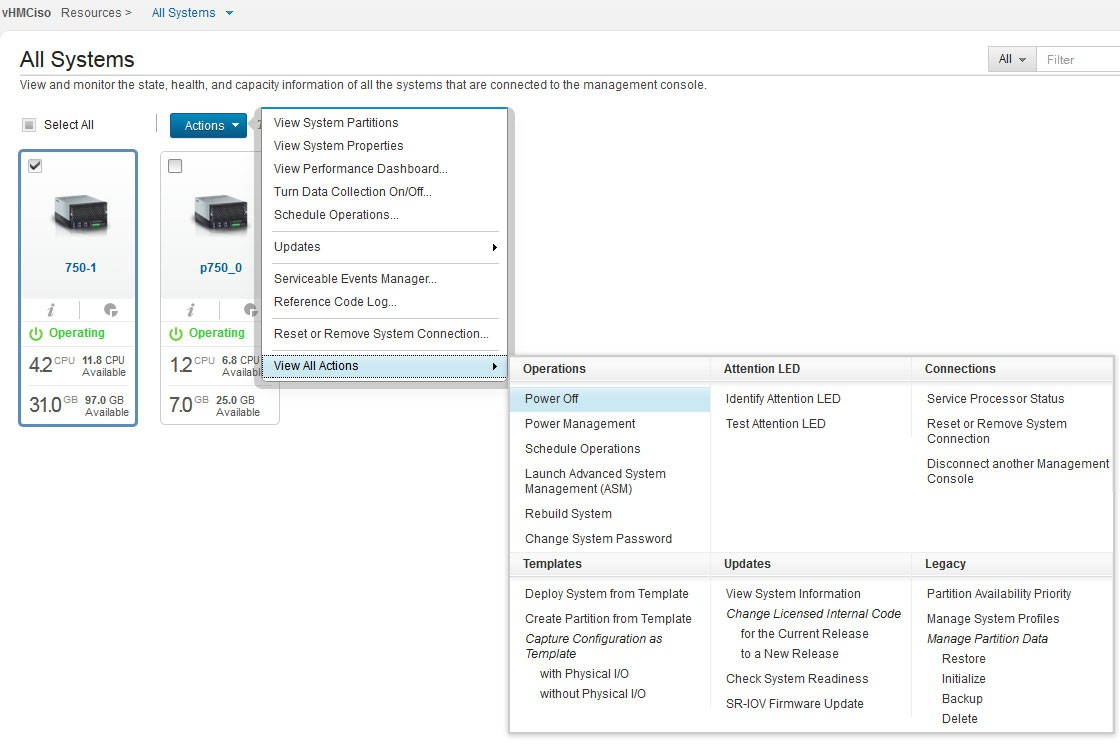 vHMCiso Resources > All Systems
All Systems
All
Filter
View and monitor the state, health, and capacity information of all the systems that are connected to the management console.
Select All
Actions
750-1
Operating
4.2 CPU 11.8 CPU
Available
31.0 GB 97.0 GB
Available
p750_0
Operating
1.2 CPU 6.8 CPU
Availabl
7.0 GB 25.0 GB
Available
View System Partitions
View System Properties
View Performance Dashboard...
Turn Data Collection On/Off...
Schedule Operations...
Updates
Serviceable Events Manager...
Reference Code Log...
Reset or Remove System Connection...
View All Actions
Operations
Power Off
Power Management
Schedule Operations
Launch Advanced System
Management (ASM)
Rebuild System
Change System Password
Attention LED
Identify Attention LED
Test Attention LED
Connections
Service Processor Status
Reset or Remove System
Connection
Disconnect another Management
Console
Templates
Deploy System from Template
Create Partition from Template
Capture Configuration as
Template
with Physical I/O
without Physical I/O
Updates
View System Information
Change Licensed Internal Code
for the Current Release
to a New Release
Check System Readiness
SR-IOV Firmware Update
Legacy
Partition Availability Priority
Manage System Profiles
Manage Partition Data
Restore
Initialize
Backup
Delete